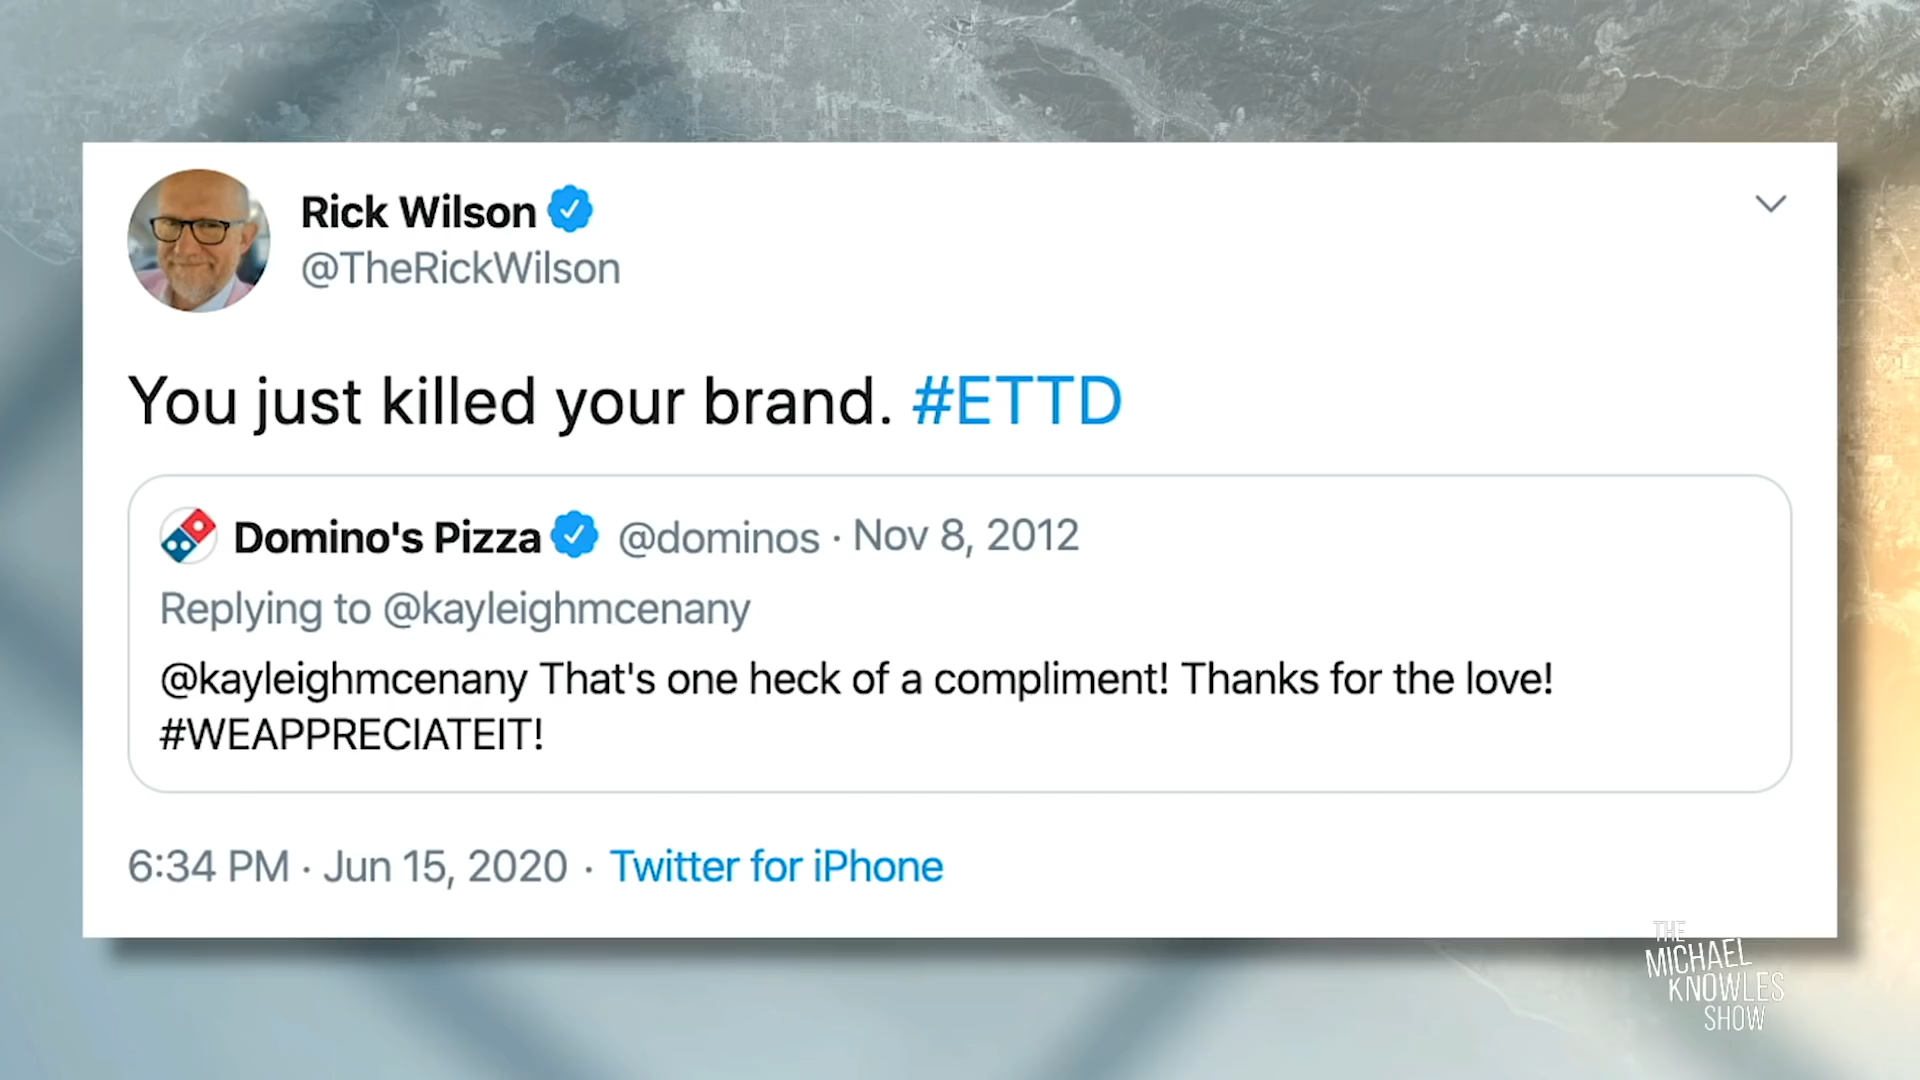 Rick Wilson
@TheRickWilson
You just killed your brand. #ETTD
Domino's Pizza @dominos · Nov 8, 2012
Replying to @kayleighmcenany
@kayleighmcenany That's one heck of a compliment! Thanks for the love!
#WEAPPRECIATEIT!
6:34 PM · Jun 15, 2020 · Twitter for iPhone
THE
MICHAEL
KNOWLES
SHOW